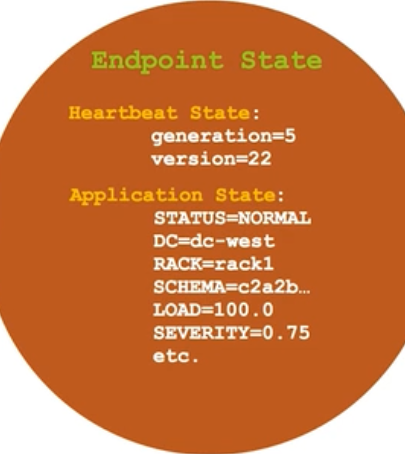 Endpoint State
Heartbeat State:
generation=5
version=22
Application State:
STATUS=NORMAL
DC=dc-west
RACK=rack1
SCHEMA=c2a2b…
LOAD=100.0
SEVERITY=0.75
etc.